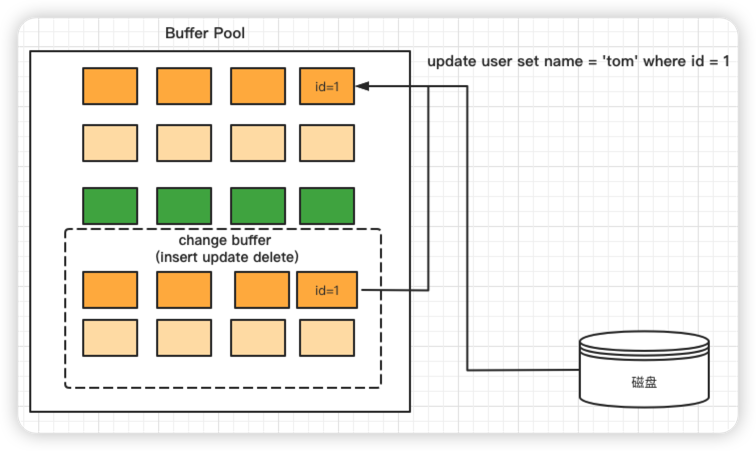 Buffer Pool
update user set name = 'tom' where id = 1
id=1
change buffer
(insert update delete)
id=1
磁盘